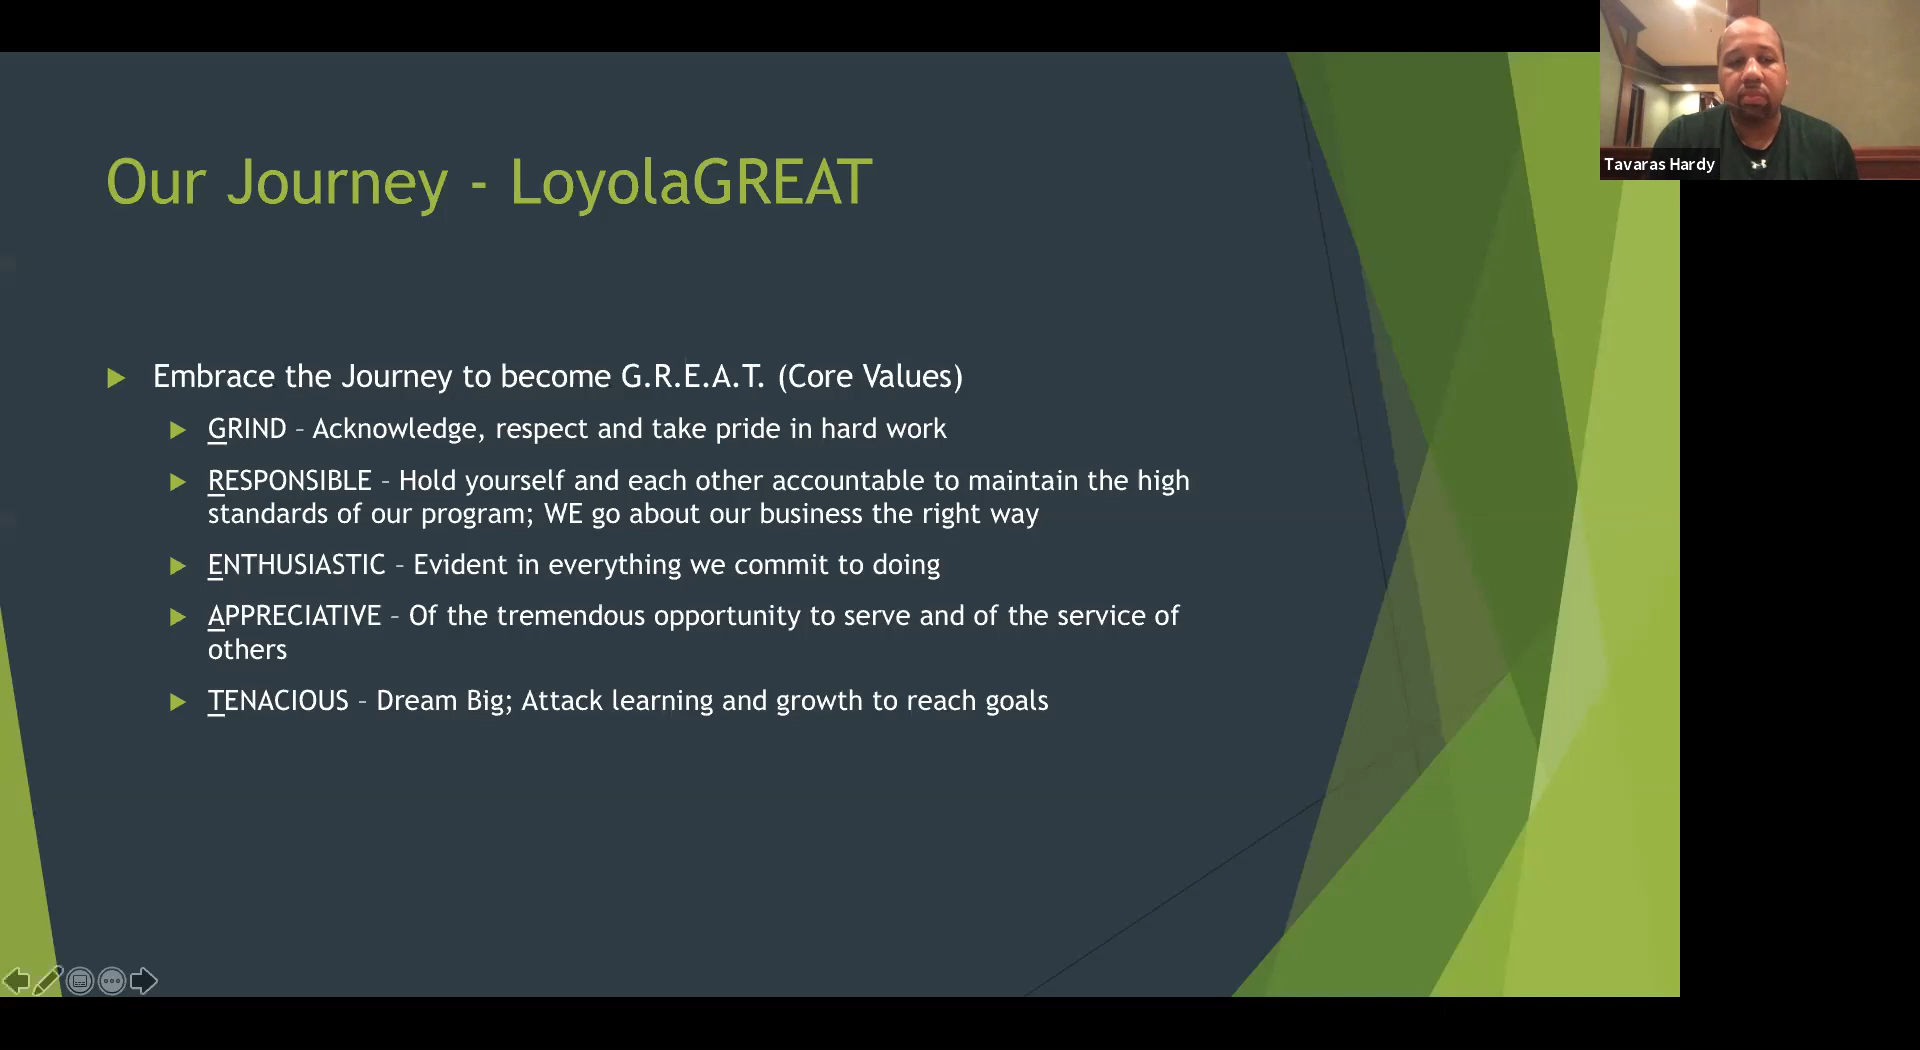 Our Journey - LoyolaGREAT
Embrace the Journey to become G.R.E.A.T. (Core Values)
GRIND – Acknowledge, respect and take pride in hard work
RESPONSIBLE – Hold yourself and each other accountable to maintain the high
standards of our program; WE go about our business the right way
ENTHUSIASTIC – Evident in everything we commit to doing
APPRECIATIVE – Of the tremendous opportunity to serve and of the service of
others
TENACIOUS – Dream Big; Attack learning and growth to reach goals
Tavaras Hardy